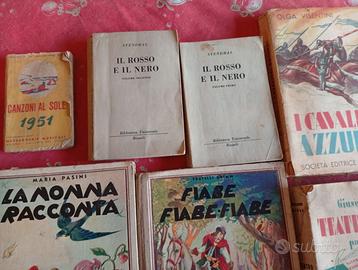 CANZONI AL SOLE
1951
STENDHAL
IL ROSSO
E IL NERO
VOLUME SECONDO
Biblioteca Universale
Rizzoli
STENDHAL
IL ROSSO
E IL NERO
VOLUME PRIMO
Biblioteca Universale
Rizzoli
OLGA VISENTINI
I CAVALI
AZZUR
SOCIETÀ EDITRICE
MARIA PASINI
LA NONNA
RACCONTA
FRATELLI GRIMM
FIABE
FIABE FIABE
Giusep
TEATR
subito